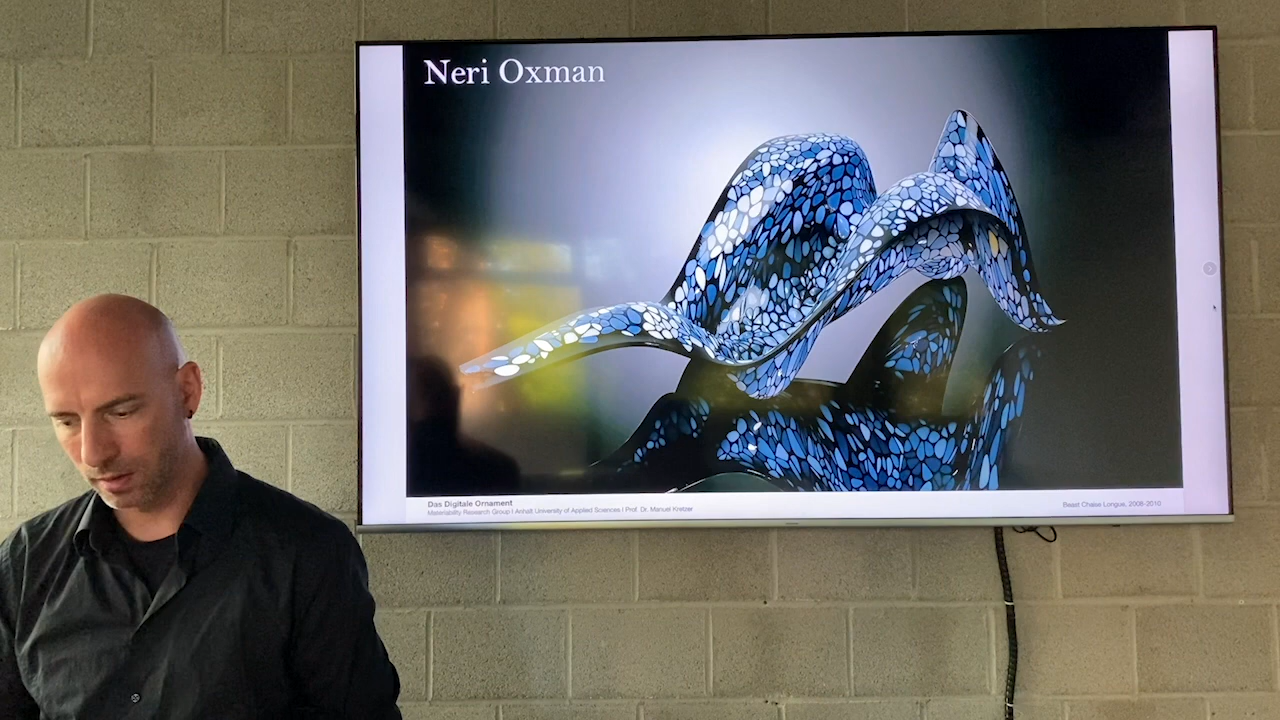 Neri Oxman
Das Digitale Ornament
Materiability Research Group I Anhalt University of Applied Sciences I Prof. Dr. Manuel Kretzer
Beast Chaise Longue, 2008-2010